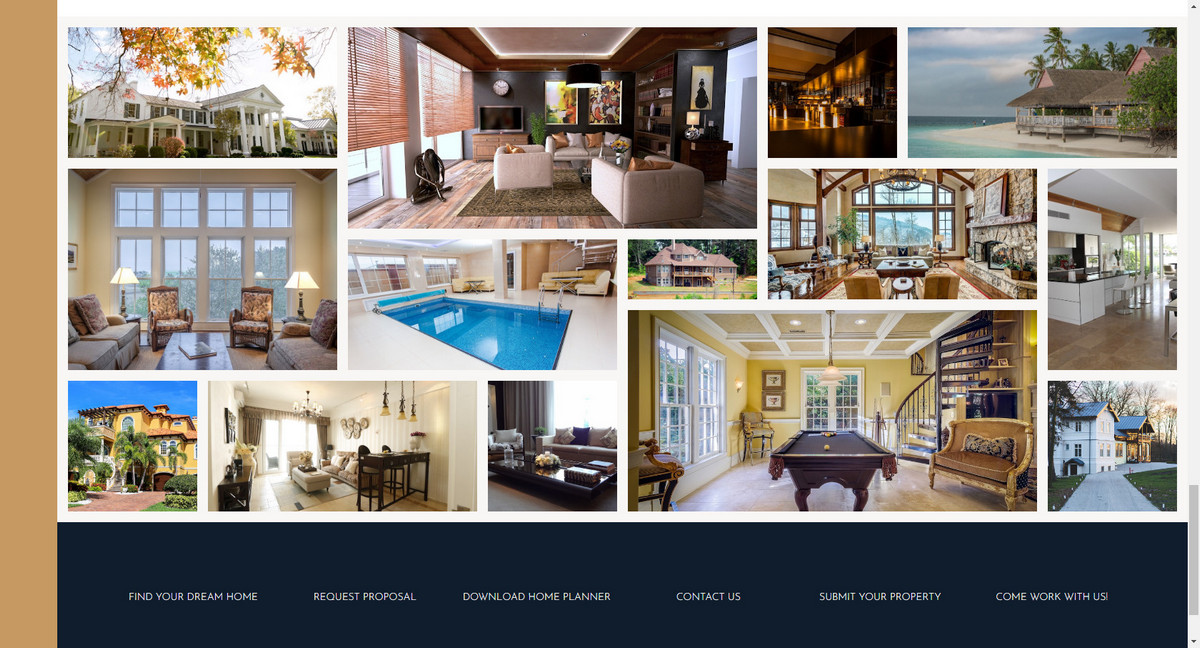 FIND YOUR DREAM HOME
REQUEST PROPOSAL
DOWNLOAD HOME PLANNER
CONTACT US
SUBMIT YOUR PROPERTY
COME WORK WITH US!